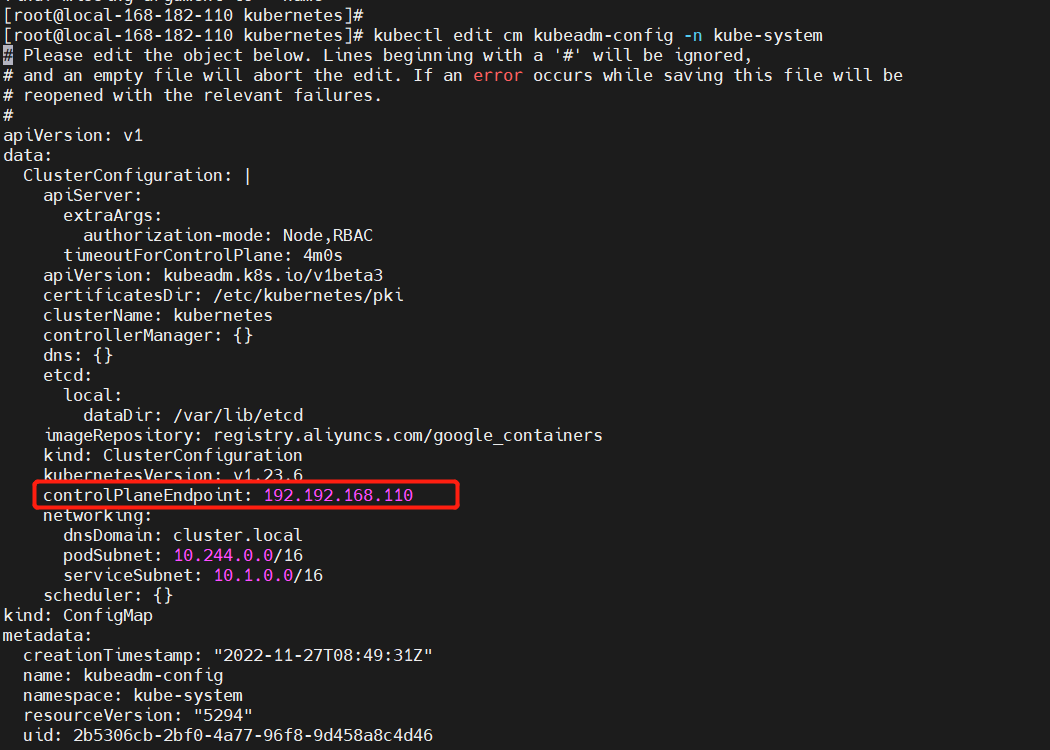 [root@local-168-182-110 kubernetes]#
[root@local-168-182-110 kubernetes]# kubectl edit cm kubeadm-config -n kube-system
# Please edit the object below. Lines beginning with a '#' will be ignored,
# and an empty file will abort the edit. If an error occurs while saving this file will be
# reopened with the relevant failures.
#
apiVersion: v1
data:
  ClusterConfiguration: |
    apiServer:
      extraArgs:
        authorization-mode: Node,RBAC
      timeoutForControlPlane: 4m0s
    apiVersion: kubeadm.k8s.io/v1beta3
    certificatesDir: /etc/kubernetes/pki
    clusterName: kubernetes
    controllerManager: {}
    dns: {}
    etcd:
      local:
        dataDir: /var/lib/etcd
    imageRepository: registry.aliyuncs.com/google_containers
    kind: ClusterConfiguration
    kubernetesVersion: v1.23.6
    controlPlaneEndpoint: 192.192.168.110
    networking:
      dnsDomain: cluster.local
      podSubnet: 10.244.0.0/16
      serviceSubnet: 10.1.0.0/16
    scheduler: {}
kind: ConfigMap
metadata:
  creationTimestamp: "2022-11-27T08:49:31Z"
  name: kubeadm-config
  namespace: kube-system
  resourceVersion: "5294"
  uid: 2b5306cb-2bf0-4a77-96f8-9d458a8c4d46